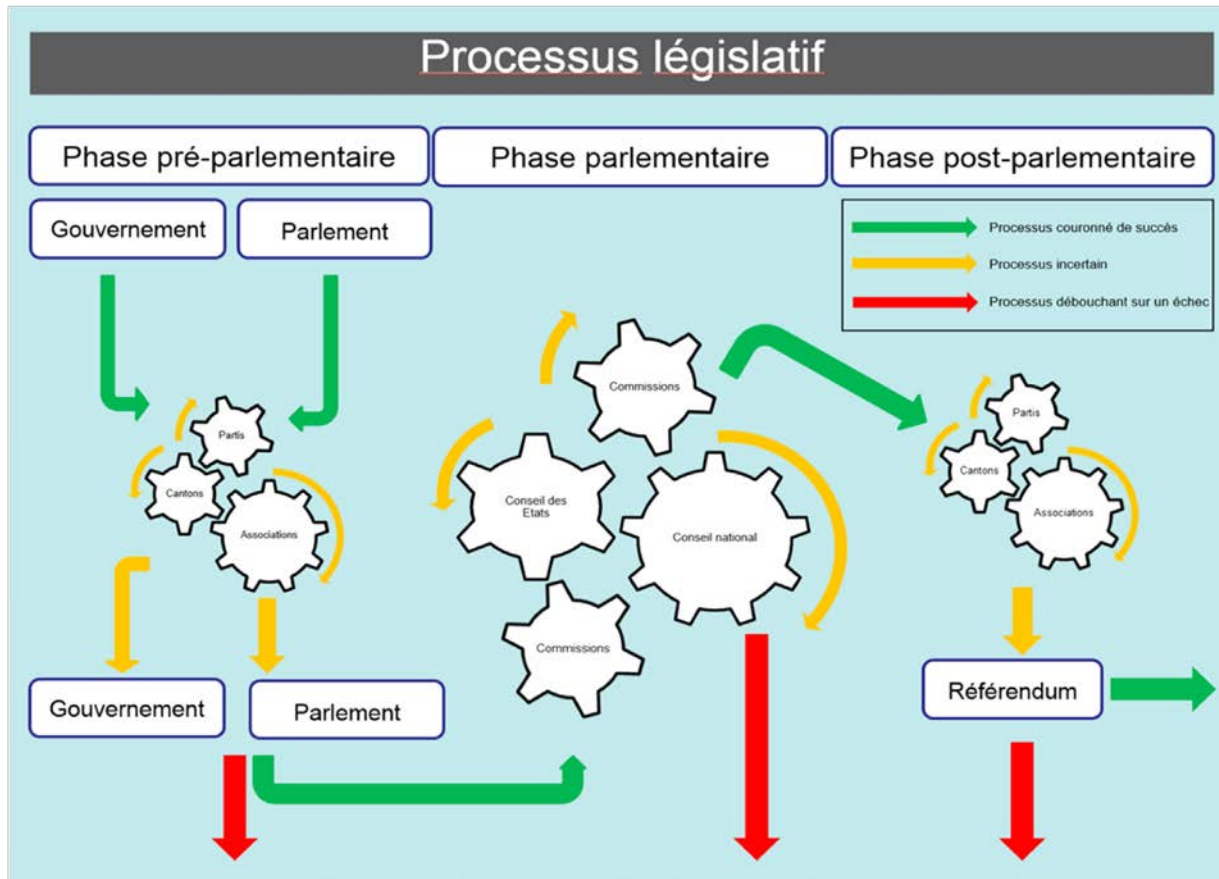 Processus législatif
Phase pré-parlementaire
Phase parlementaire
Phase post-parlementaire
Gouvernement
Parlement
Processus couronné de succès
Processus incertain
Processus débouchant sur un échec
Partis
Cantons
Associations
Commissions
Conseil des
Etats
Conseil national
Commissions
Partis
Cantons
Associations
Gouvernement
Parlement
Référendum